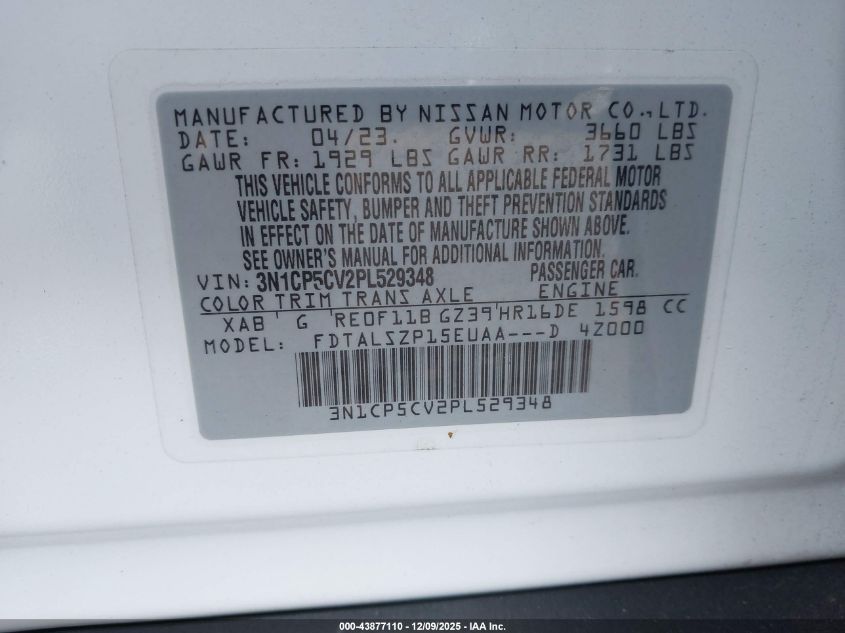 MANUFACTURED BY NISSAN MOTOR CO.,LTD.
DATE: 04/23. GVWR: 3660 LBS
GAWR FR: 1929 LBS GAWR RR: 1731 LBS
THIS VEHICLE CONFORMS TO ALL APPLICABLE FEDERAL MOTOR
VEHICLE SAFETY, BUMPER AND THEFT PREVENTION STANDARDS
IN EFFECT ON THE DATE OF MANUFACTURE SHOWN ABOVE.
SEE OWNER'S MANUAL FOR ADDITIONAL INFORMATION.
VIN: 3N1CP5CV2PL529348 PASSENGER CAR.
COLOR TRIM TRANS AXLE ENGINE
XAB G RE0F11B GZ39 HR16DE 1598 CC
MODEL: FDTALSZP15EUAA---D 4Z000
3N1CP5CV2PL529348
000-43877110 - 12/09/2025 - IAA Inc.